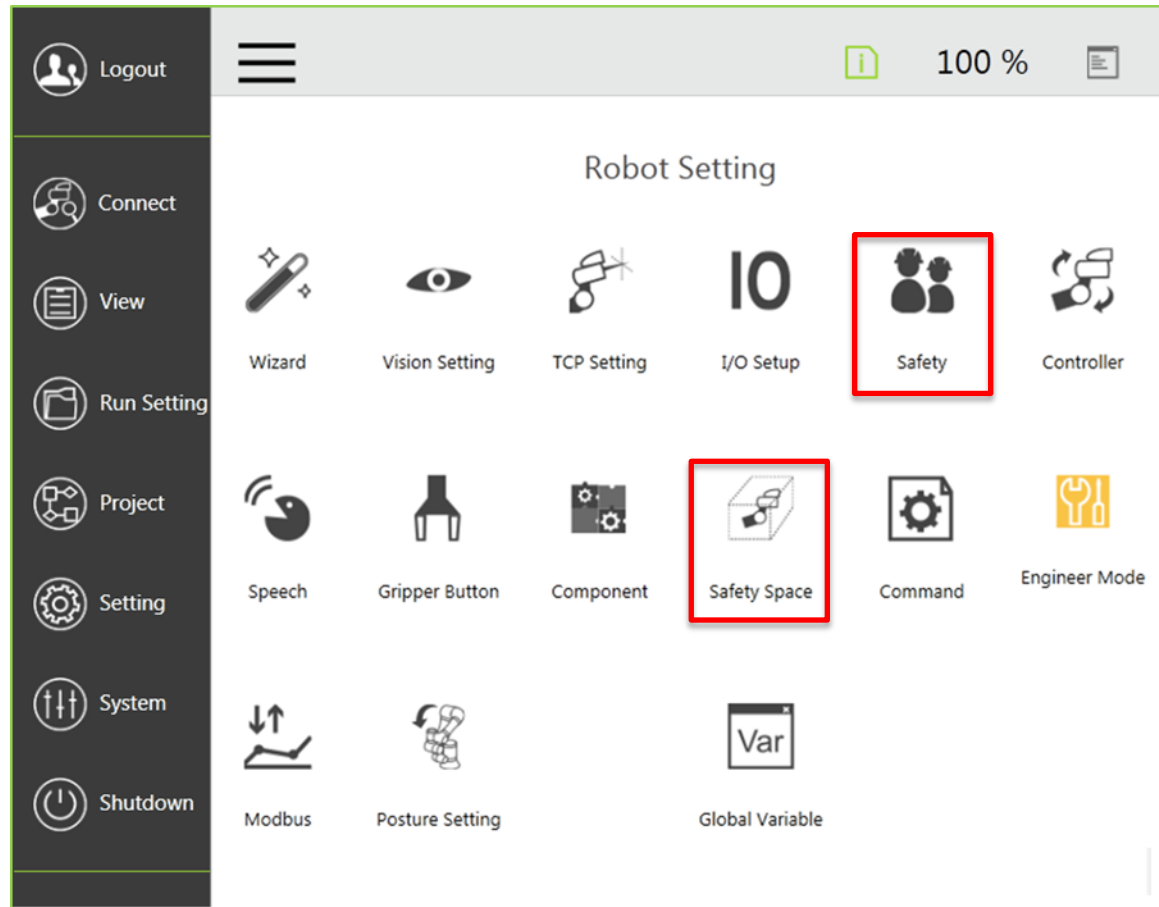 Logout
100 %
Robot Setting
Connect
View
Run Setting
Project
Setting
System
Shutdown
IO
Wizard
Vision Setting
TCP Setting
I/O Setup
Safety
Controller
Speech
Gripper Button
Component
Safety Space
Command
Engineer Mode
Var
Modbus
Posture Setting
Global Variable